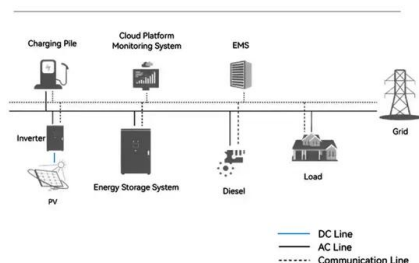 Charging Pile
Cloud Platform
Monitoring System
EMS
Grid
Inverter
PV
Energy Storage System
Diesel
Load
DC Line
AC Line
Communication Line